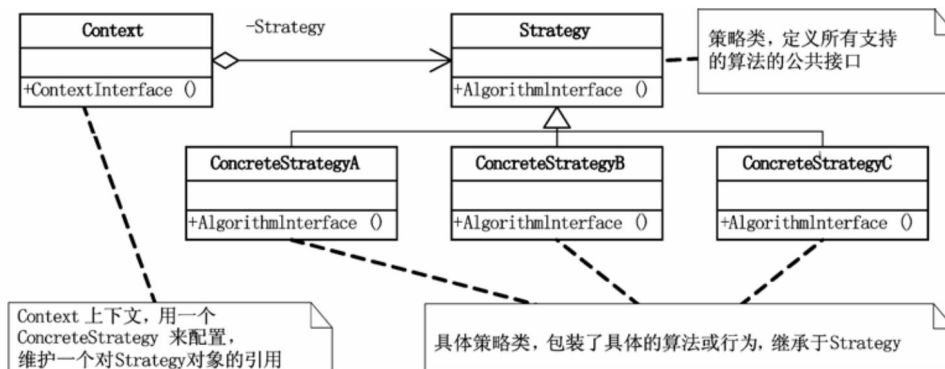 Context
-Strategy
Strategy
策略类，定义所有支持
的算法的公共接口
+ContextInterface ()
+Algorithmlnterface ()
ConcreteStrategyA
ConcreteStrategyB
ConcreteStrategyC
+Algorithmlnterface ()
+Algorithmlnterface ()
+Algorithmlnterface ()
Context 上下文，用一个
ConcreteStrategy 来配置，
维护一个对Strategy对象的引用
具体策略类，包装了具体的算法或行为，继承于Strategy